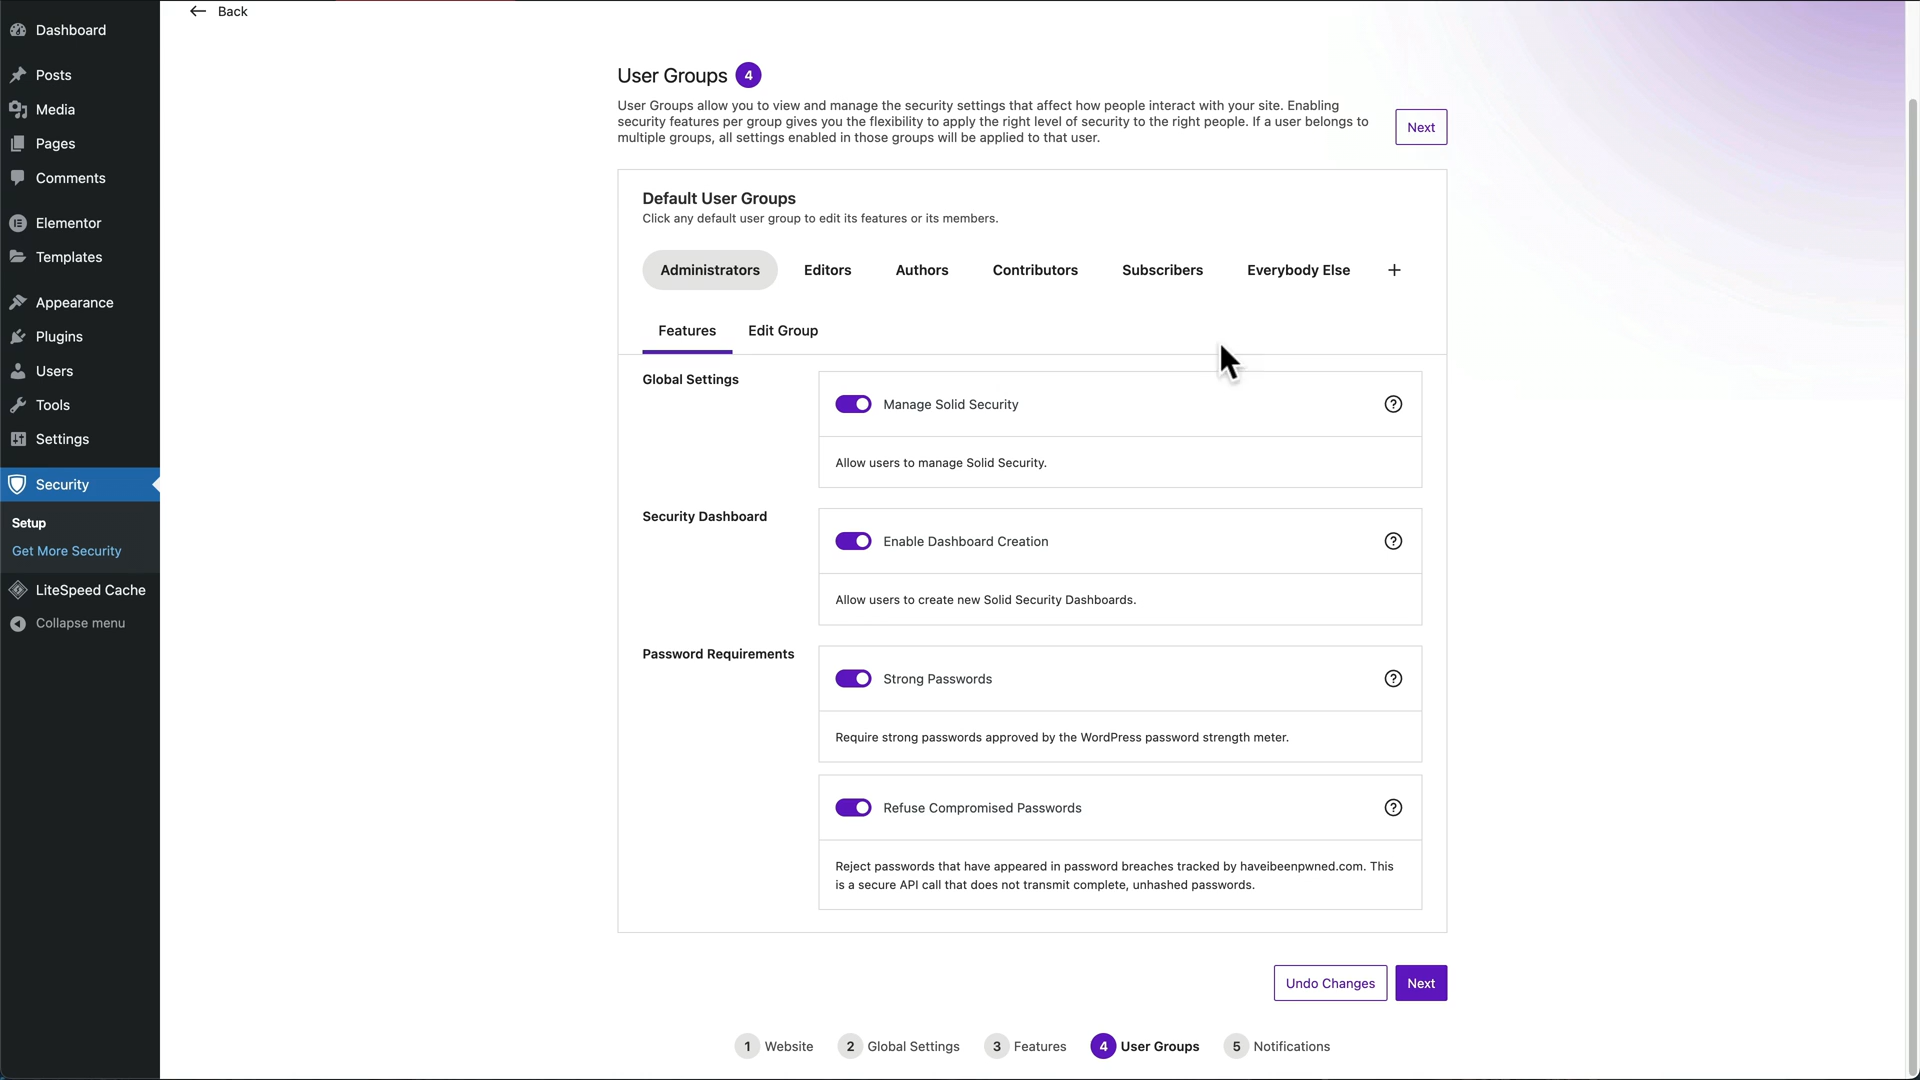 Back
Dashboard
Posts
Media
Pages
Comments
Elementor
Templates
Appearance
Plugins
Users
Tools
Settings
Security
Setup
Get More Security
LiteSpeed Cache
Collapse menu
User Groups 4
User Groups allow you to view and manage the security settings that affect how people interact with your site. Enabling
security features per group gives you the flexibility to apply the right level of security to the right people. If a user belongs to
multiple groups, all settings enabled in those groups will be applied to that user.
Next
Default User Groups
Click any default user group to edit its features or its members.
Administrators Editors Authors Contributors Subscribers Everybody Else +
Features Edit Group
Global Settings
Manage Solid Security
Allow users to manage Solid Security.
Security Dashboard
Enable Dashboard Creation
Allow users to create new Solid Security Dashboards.
Password Requirements
Strong Passwords
Require strong passwords approved by the WordPress password strength meter.
Refuse Compromised Passwords
Reject passwords that have appeared in password breaches tracked by haveibeenpwned.com. This
is a secure API call that does not transmit complete, unhashed passwords.
Undo Changes Next
1 Website 2 Global Settings 3 Features 4 User Groups 5 Notifications